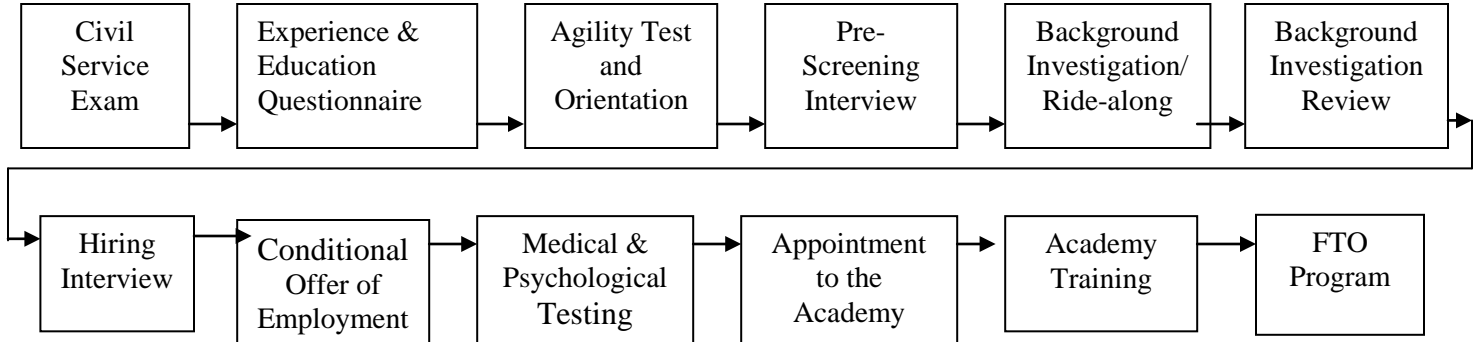 Civil
Service
Exam
Experience &
Education
Questionnaire
Agility Test
and
Orientation
Pre-
Screening
Interview
Background
Investigation/
Ride-along
Background
Investigation
Review
Hiring
Interview
Conditional
Offer of
Employment
Medical &
Psychological
Testing
Appointment
to the
Academy
Academy
Training
FTO
Program